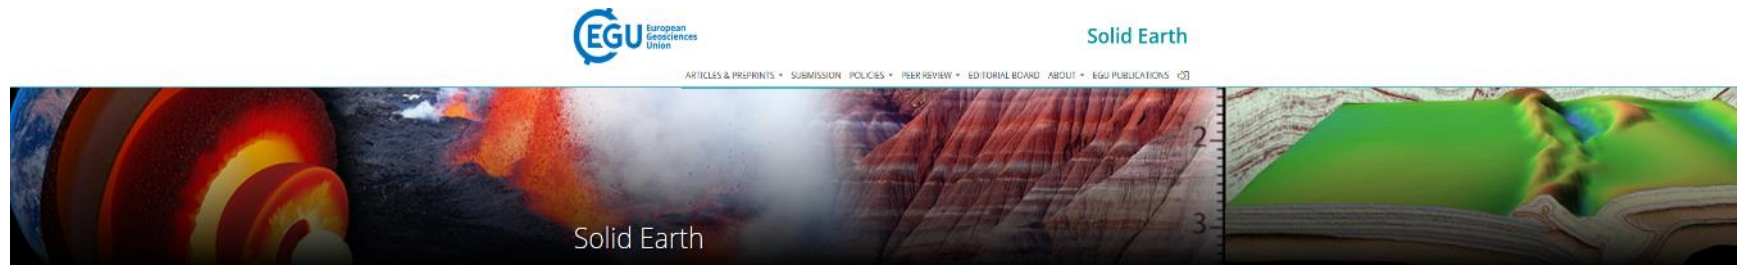 EGU European
Geosciences
Union
Solid Earth
ARTICLES & PREPRINTS SUBMISSION POLICIES PEER REVIEW EDITORIAL BOARD ABOUT EGU PUBLICATIONS
2
3
Solid Earth